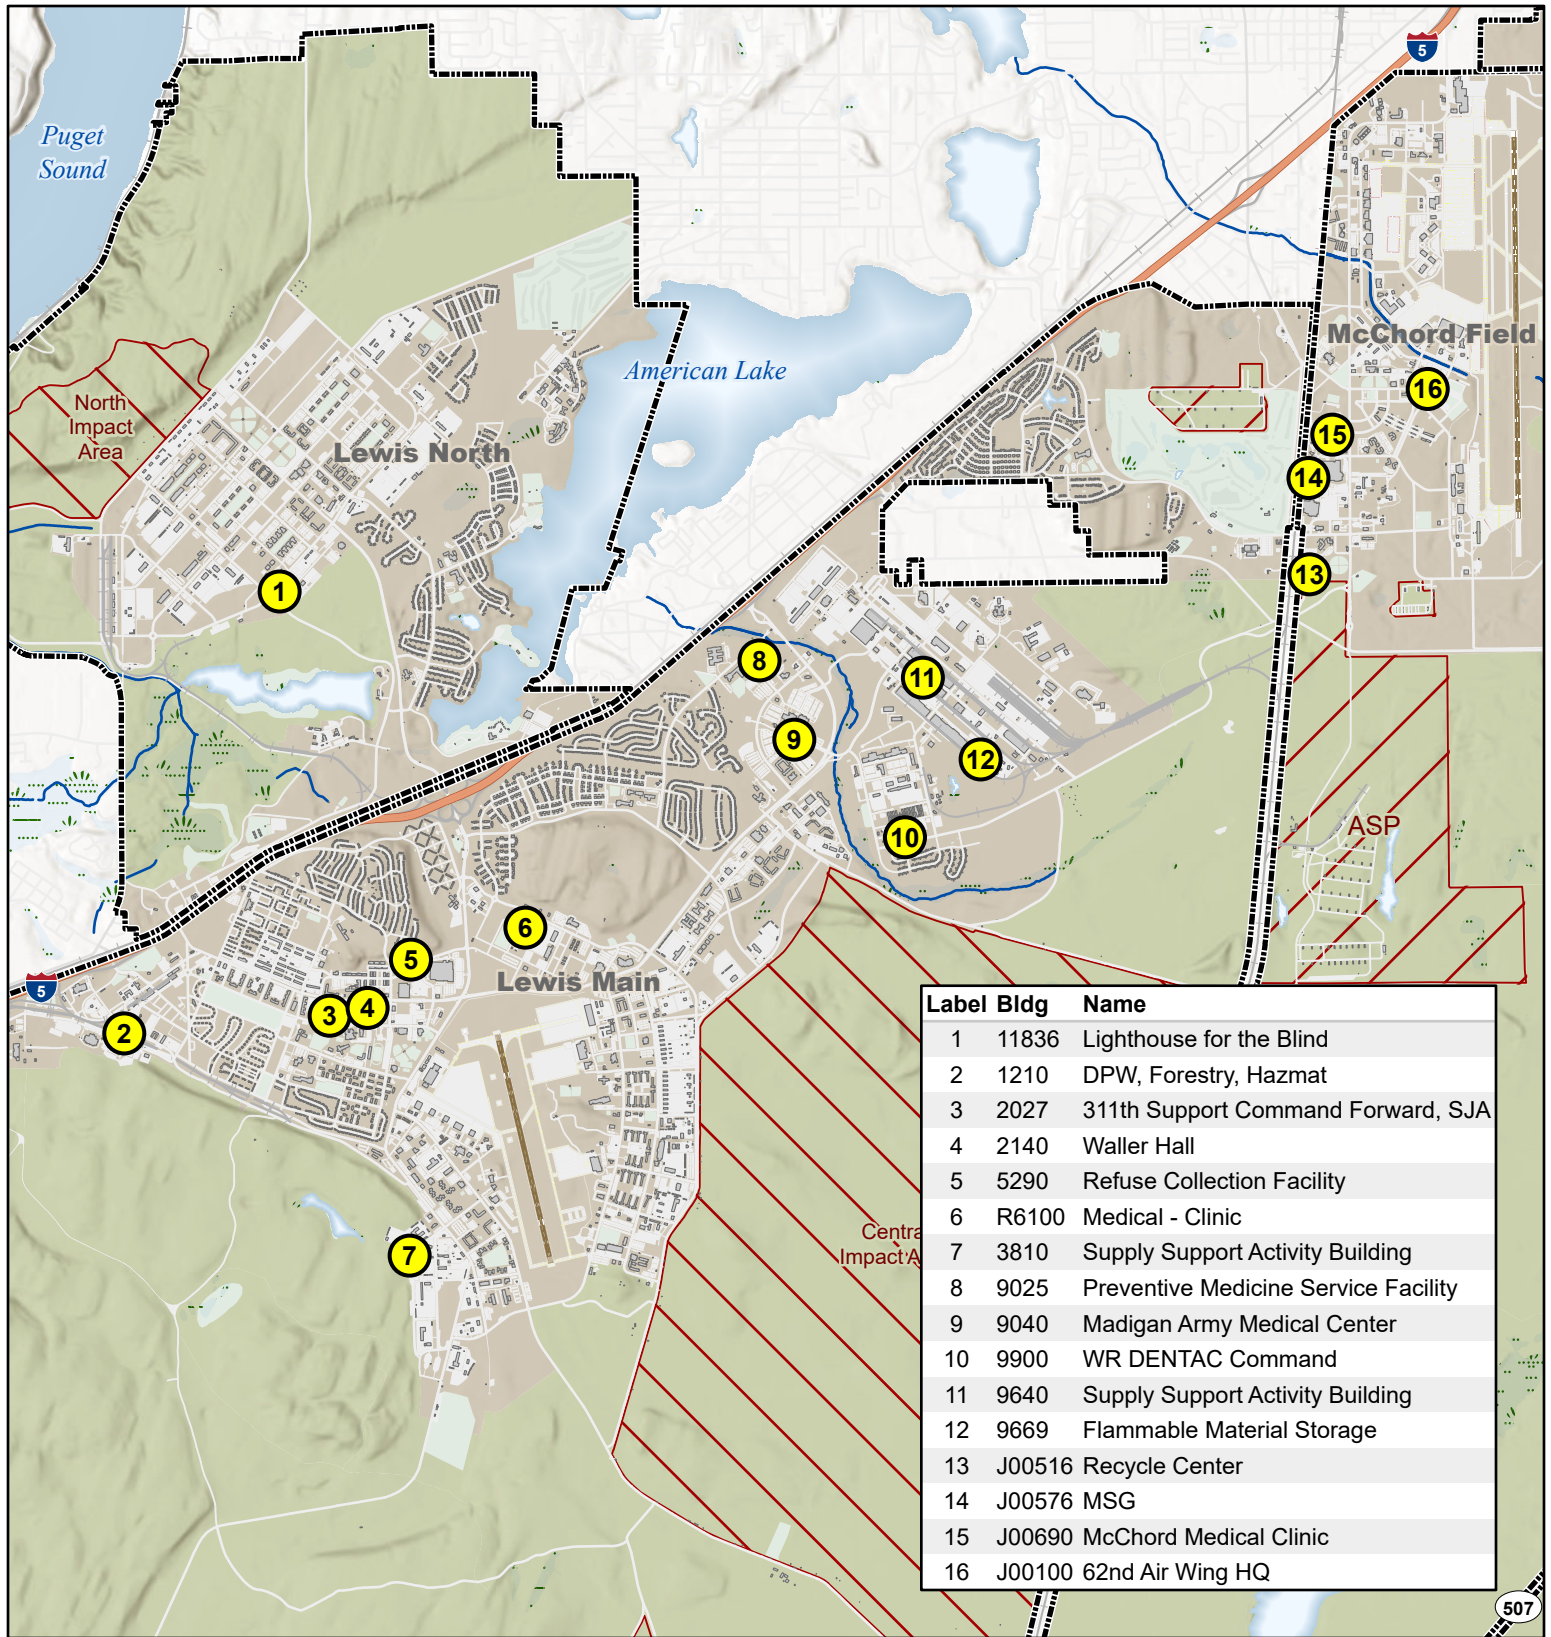 5
Puget
Sound
McChord Field
American Lake
16
North
Impact
Area
15
Lewis North
14
13
1
8
11
9
12
ASP
10
6
5
Lewis Main
5
4
3
2
7
Centra
Impact A
Label Bldg Name
1 11836 Lighthouse for the Blind
2 1210 DPW, Forestry, Hazmat
3 2027 311th Support Command Forward, SJA
4 2140 Waller Hall
5 5290 Refuse Collection Facility
6 R6100 Medical - Clinic
7 3810 Supply Support Activity Building
8 9025 Preventive Medicine Service Facility
9 9040 Madigan Army Medical Center
10 9900 WR DENTAC Command
11 9640 Supply Support Activity Building
12 9669 Flammable Material Storage
13 J00516 Recycle Center
14 J00576 MSG
15 J00690 McChord Medical Clinic
16 J00100 62nd Air Wing HQ
507